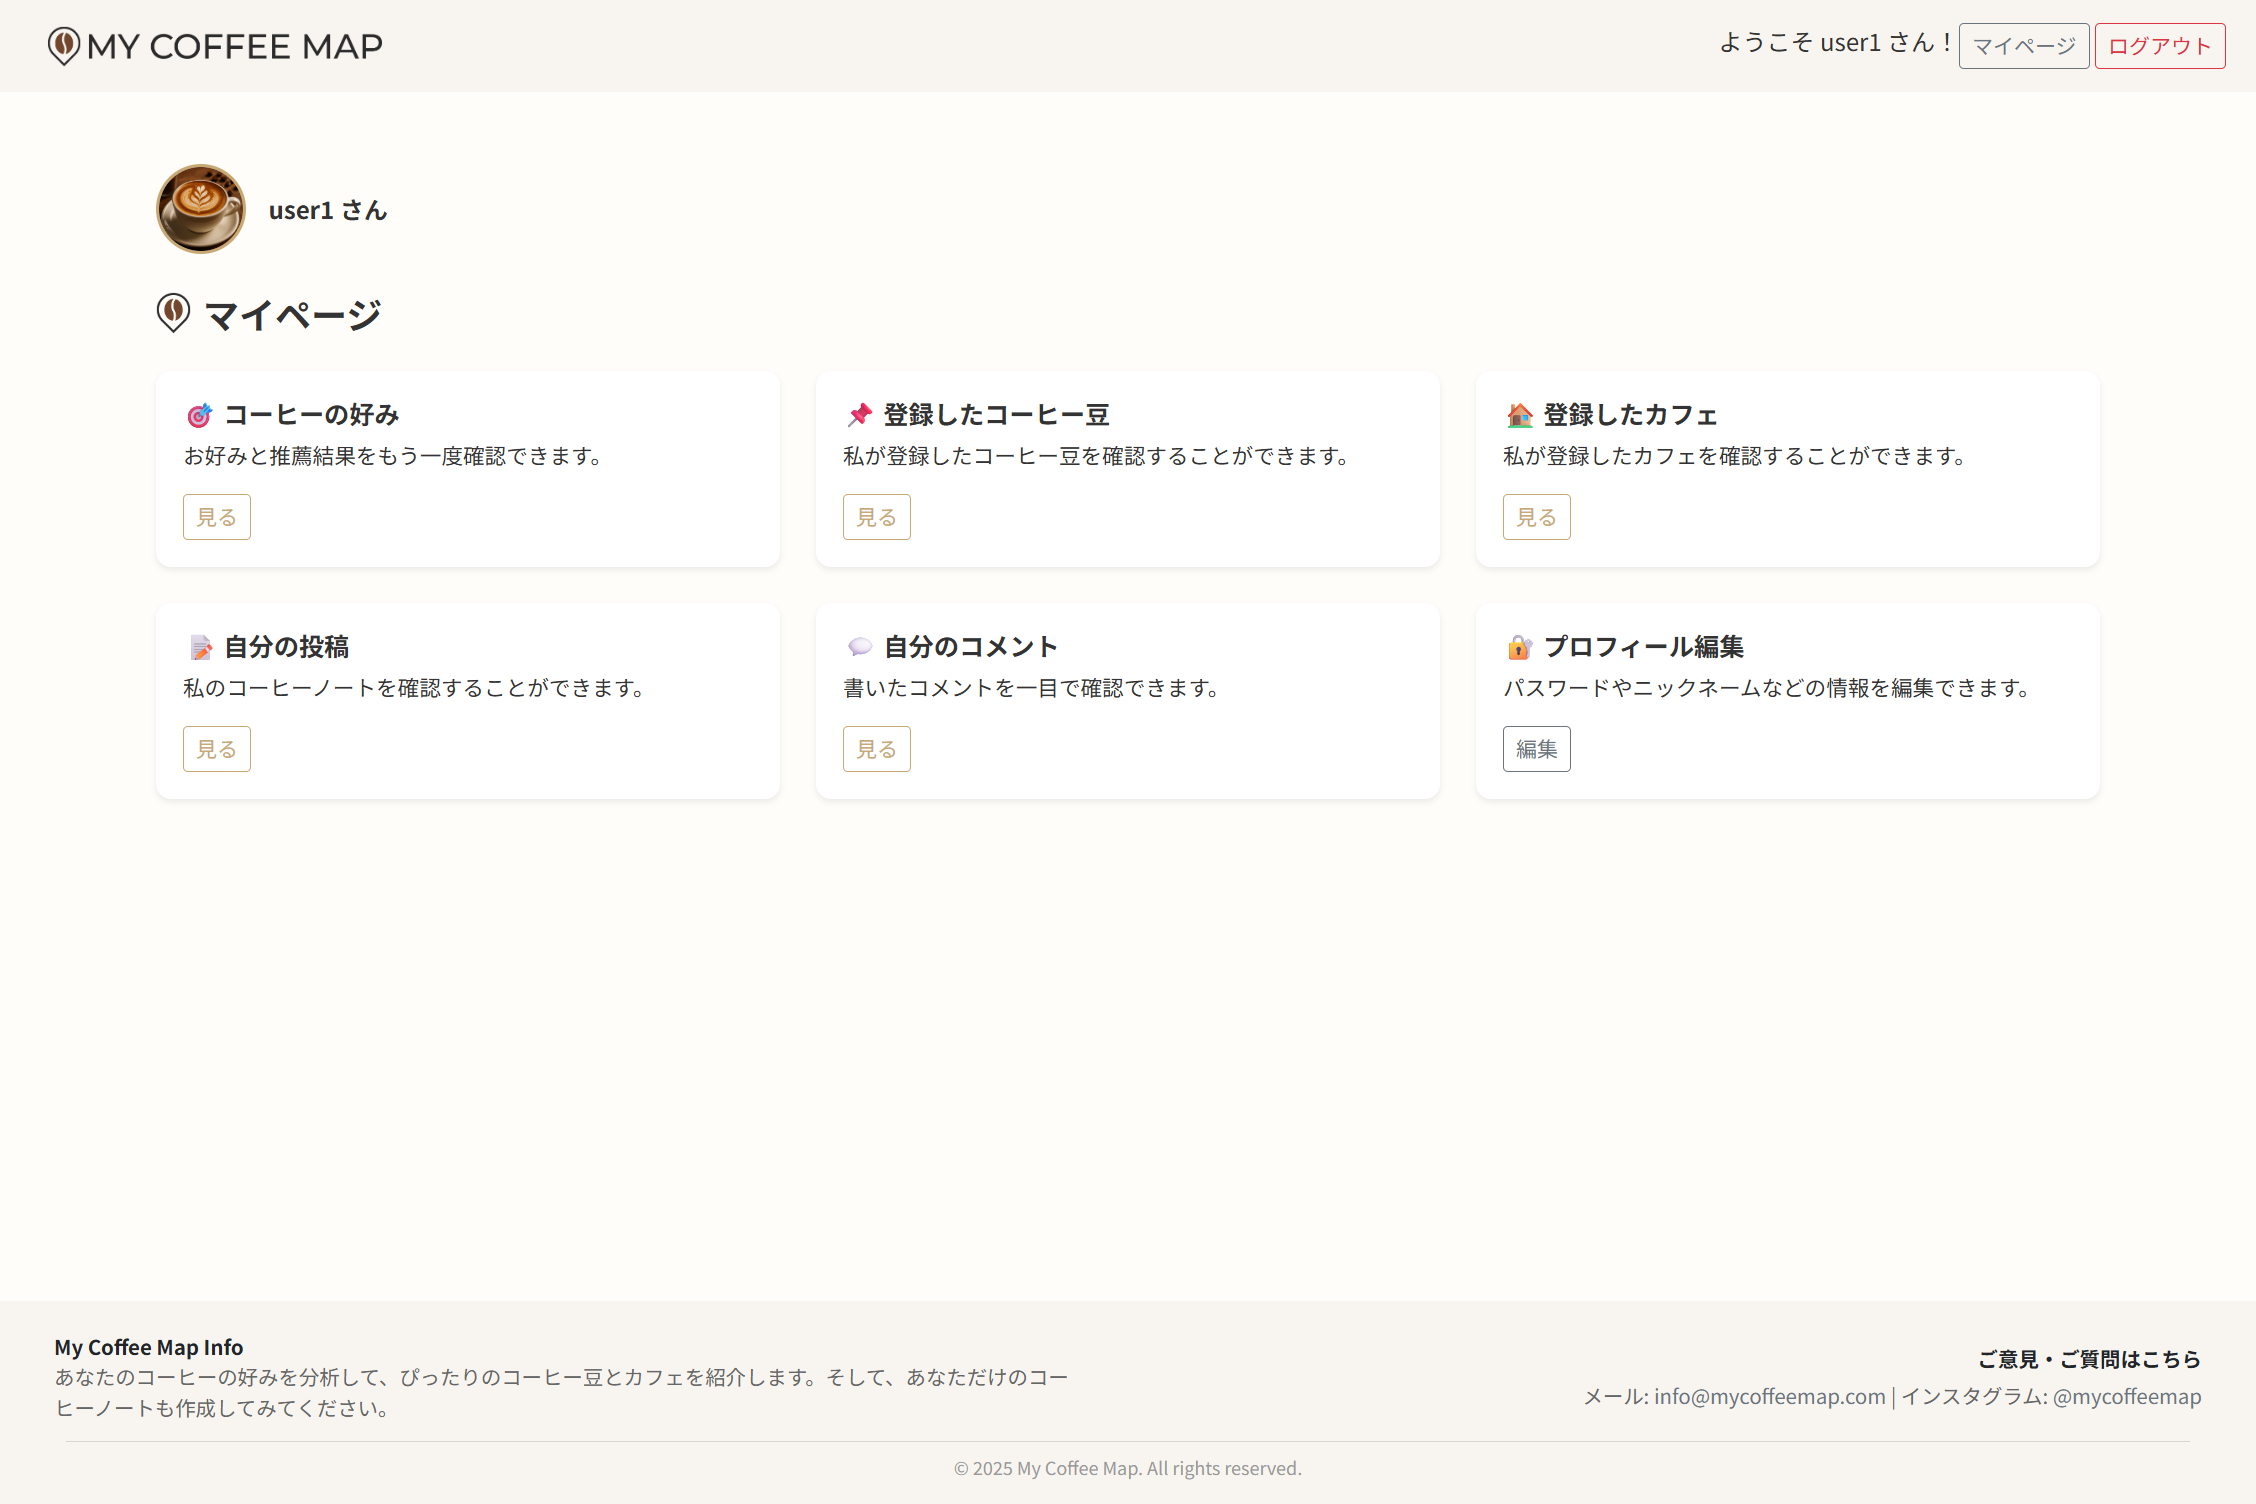 MY COFFEE MAP
ようこそ user1 さん！ マイページ ログアウト
user1 さん
マイページ
コーヒーの好み
お好みと推薦結果をもう一度確認できます。
見る
登録したコーヒー豆
私が登録したコーヒー豆を確認することができます。
見る
登録したカフェ
私が登録したカフェを確認することができます。
見る
自分の投稿
私のコーヒーノートを確認することができます。
見る
自分のコメント
書いたコメントを一目で確認できます。
見る
プロフィール編集
パスワードやニックネームなどの情報を編集できます。
編集
My Coffee Map Info
あなたのコーヒーの好みを分析して、ぴったりのコーヒー豆とカフェを紹介します。そして、あなただけのコー
ヒーノートも作成してみてください。
ご意見・ご質問はこちら
メール: info@mycoffeemap.com | インスタグラム: @mycoffeemap
© 2025 My Coffee Map. All rights reserved.